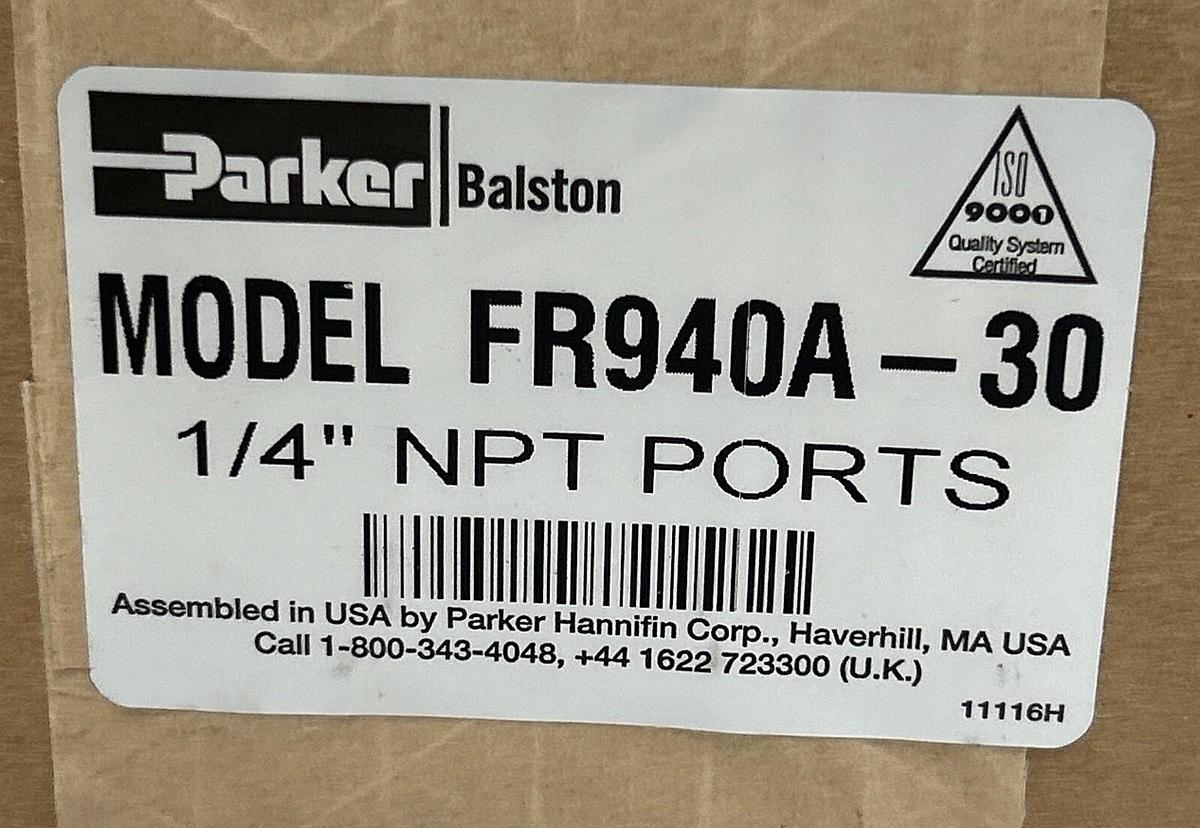 Parker Balston
ISO
9001
Quality System
Certified
MODEL FR940A-30
1/4" NPT PORTS
Assembled in USA by Parker Hannifin Corp., Haverhill, MA USA
Call 1-800-343-4048, +44 1622 723300 (U.K.)
11116H